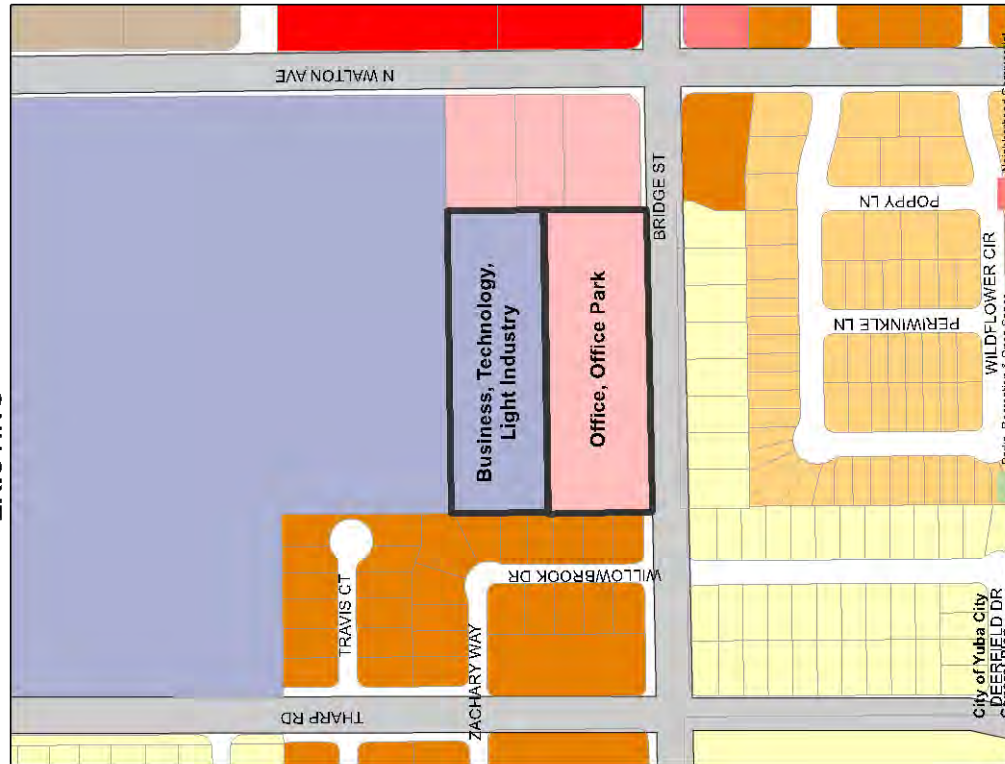 N WALTON AVE
BRIDGE ST
Business, Technology,
Light Industry
Office, Office Park
POPPY LN
PERIWINKLE LN
WILDFLOWER CIR
WILLOWBROOK DR
TRAVIS CT
ZACHARY WAY
THARP RD
City of Yuba City
DEERFIELD DR